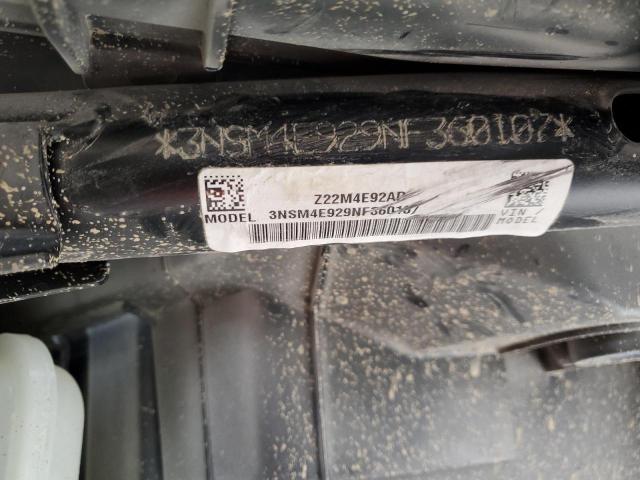 *3NSM4E929NF360107*
Z22M4E92AD
MODEL 3NSM4E929NF360107
VIN / MODEL